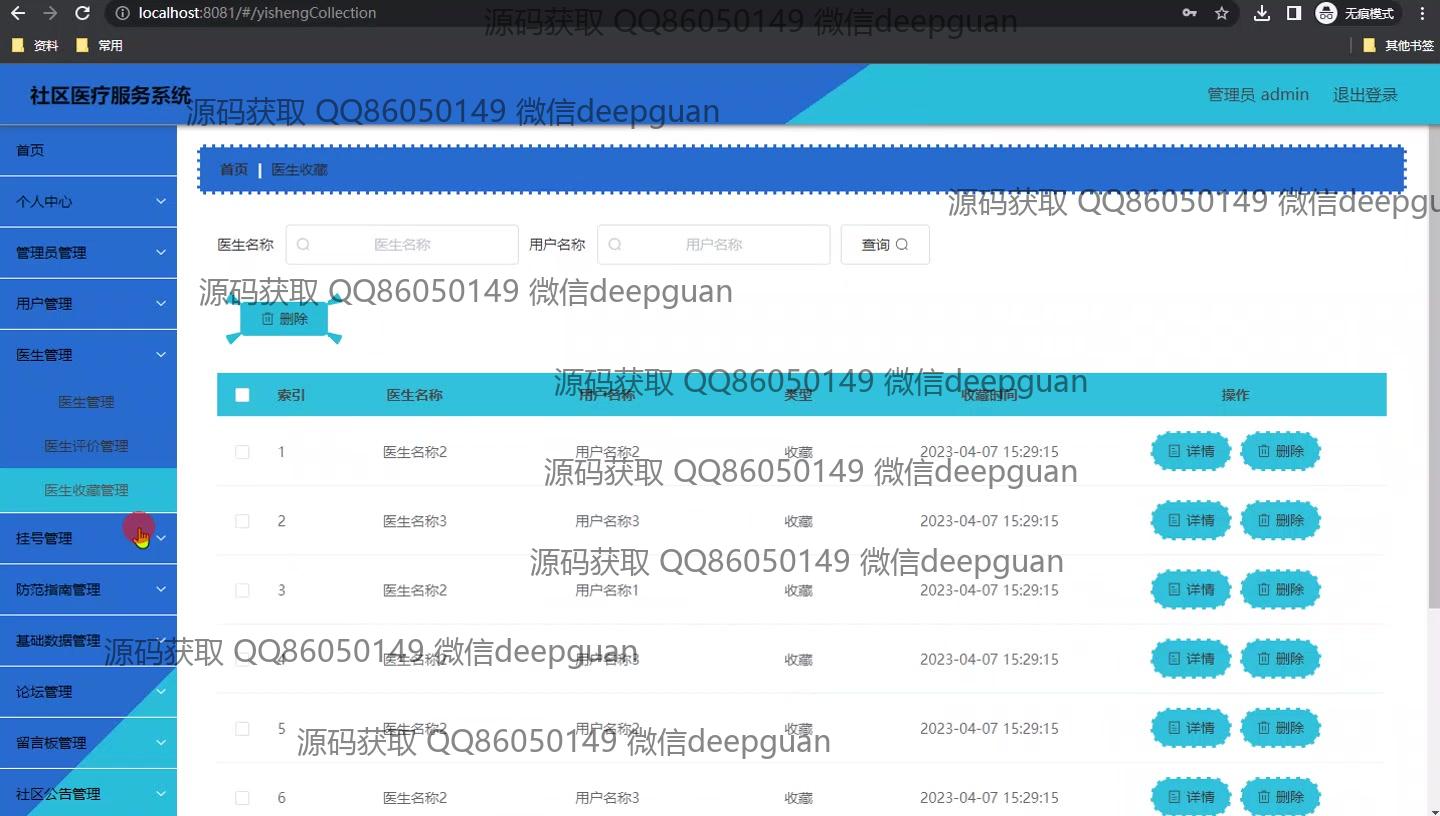 localhost:8081/#/yishengCollection
无痕模式
资料 常用 其他书签
源码获取 QQ86050149 微信deepguan
社区医疗服务系统
管理员 admin 退出登录
源码获取 QQ86050149 微信deepguan
首页
个人中心
管理员管理
用户管理
医生管理
医生管理
医生评价管理
医生收藏管理
挂号管理
防范指南管理
基础数据管理
论坛管理
留言板管理
社区公告管理
首页 | 医生收藏
源码获取 QQ86050149 微信deepgu
医生名称 医生名称 用户名称 用户名称 查询
源码获取 QQ86050149 微信deepguan
删除
源码获取 QQ86050149 微信deepguan
索引 医生名称 用户名称 类型 收藏时间 操作
1 医生名称2 用户名称2 收藏 2023-04-07 15:29:15 详情 删除
源码获取 QQ86050149 微信deepguan
2 医生名称3 用户名称3 收藏 2023-04-07 15:29:15 详情 删除
源码获取 QQ86050149 微信deepguan
3 医生名称2 用户名称1 收藏 2023-04-07 15:29:15 详情 删除
源码获取 QQ86050149 微信deepguan
4 医生名称2 用户名称3 收藏 2023-04-07 15:29:15 详情 删除
5 医生名称2 用户名称2 收藏 2023-04-07 15:29:15 详情 删除
源码获取 QQ86050149 微信deepguan
6 医生名称2 用户名称3 收藏 2023-04-07 15:29:15 详情 删除